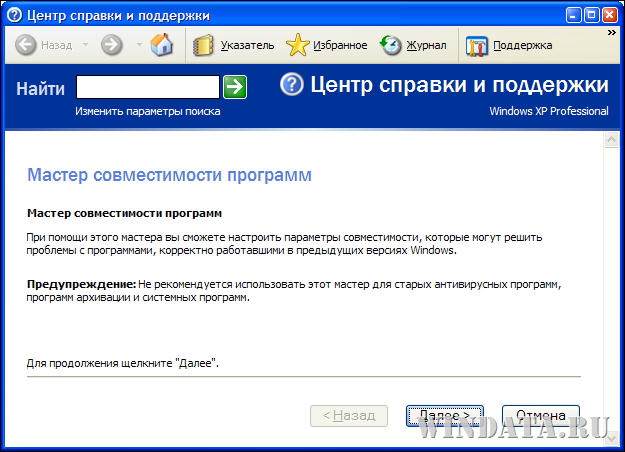 Центр справки и поддержки
Назад
Указатель
Избранное
Журнал
Поддержка
»
Найти
Изменить параметры поиска
Центр справки и поддержки
Windows XP Professional
Мастер совместимости программ
Мастер совместимости программ
При помощи этого мастера вы сможете настроить параметры совместимости, которые могут решить
проблемы с программами, корректно работавшими в предыдущих версиях Windows.
Предупреждение: Не рекомендуется использовать этот мастер для старых антивирусных программ,
программ архивации и системных программ.
Для продолжения щелкните "Далее".
< Назад
Далее >
Отмена
WINDATA.RU